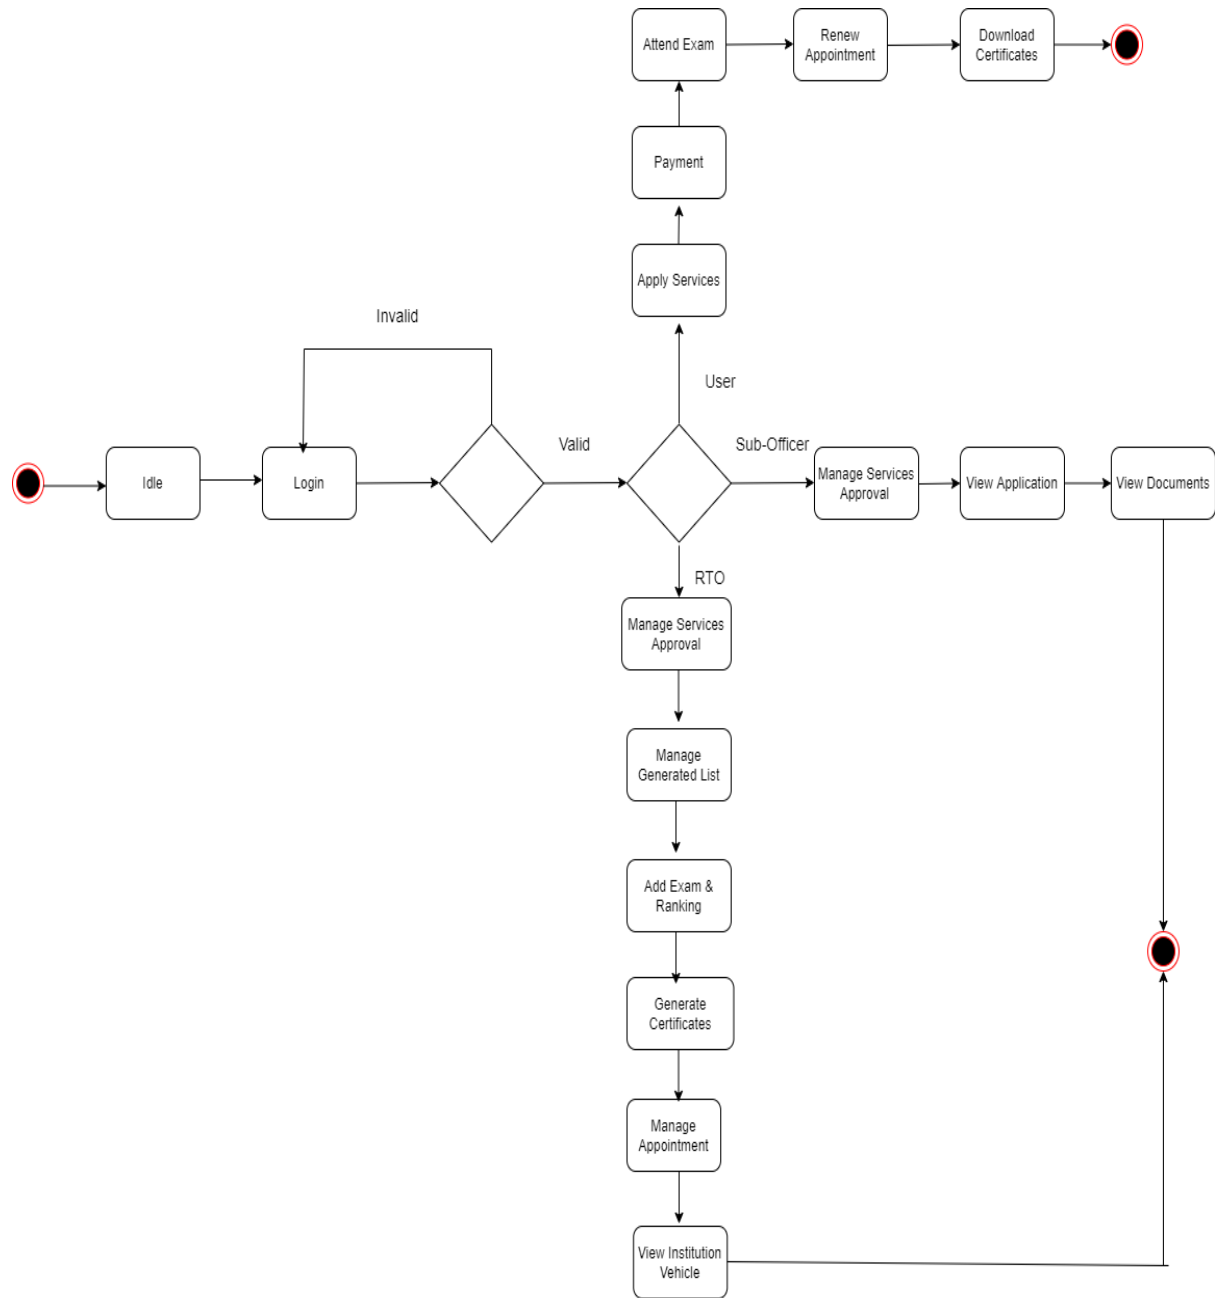 Attend Exam
Renew
Appointment
Download
Certificates
Payment
Apply Services
Invalid
User
Valid
Sub-Officer
Idle
Login
Manage Services
Approval
View Application
View Documents
RTO
Manage Services
Approval
Manage
Generated List
Add Exam &
Ranking
Generate
Certificates
Manage
Appointment
View Institution
Vehicle